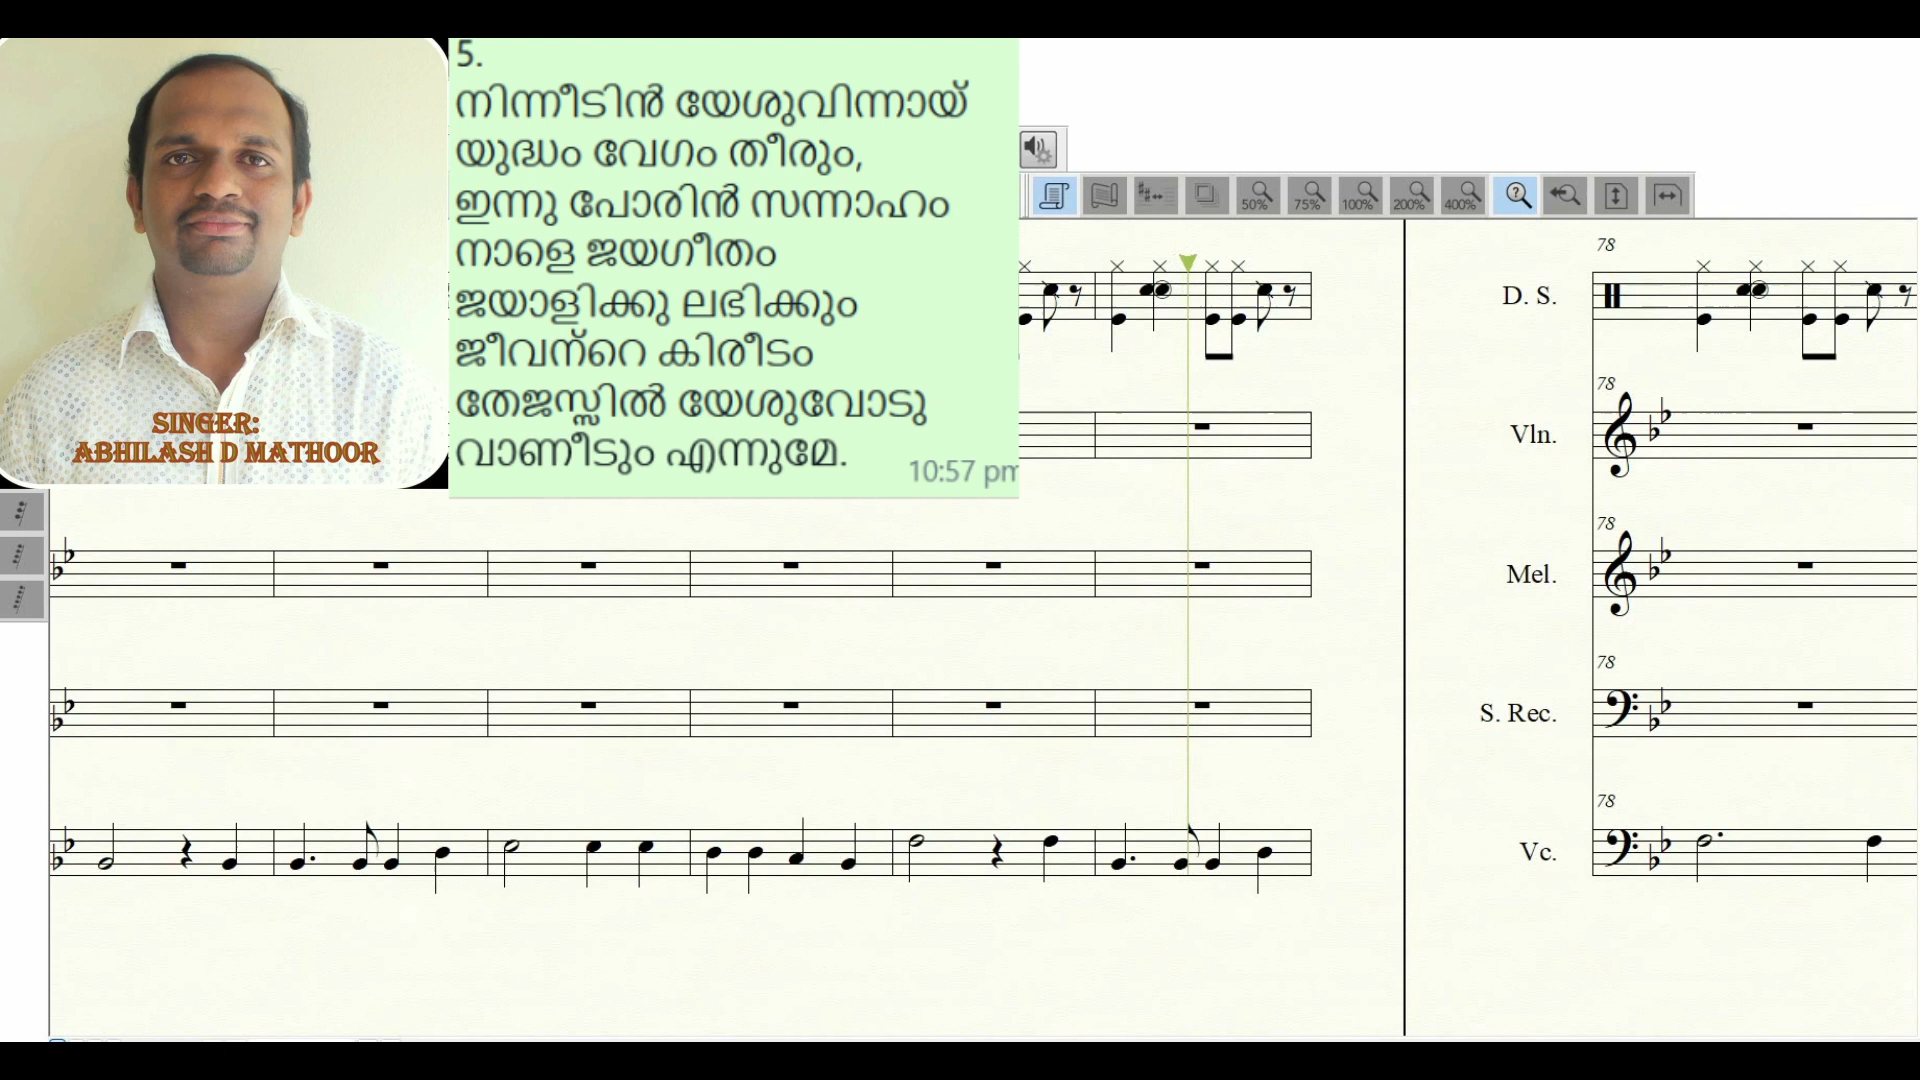 5.
നിന്നീടിൻ യേശുവിന്നായ്
യുദ്ധം വേഗം തീരും,
ഇന്നു പോരിൻ സന്നാഹം
നാളെ ജയഗീതം
ജയാളിക്കു ലഭിക്കും
ജീവന്റെ കിരീടം
തേജസ്സിൽ യേശുവോടു
വാണീടും എന്നുമേ.
10:57 pm
SINGER:
ABHILASH D MATHOOR
50% 75% 100% 200% 400%
78
D. S.
78
Vln.
78
Mel.
78
S. Rec.
78
Vc.